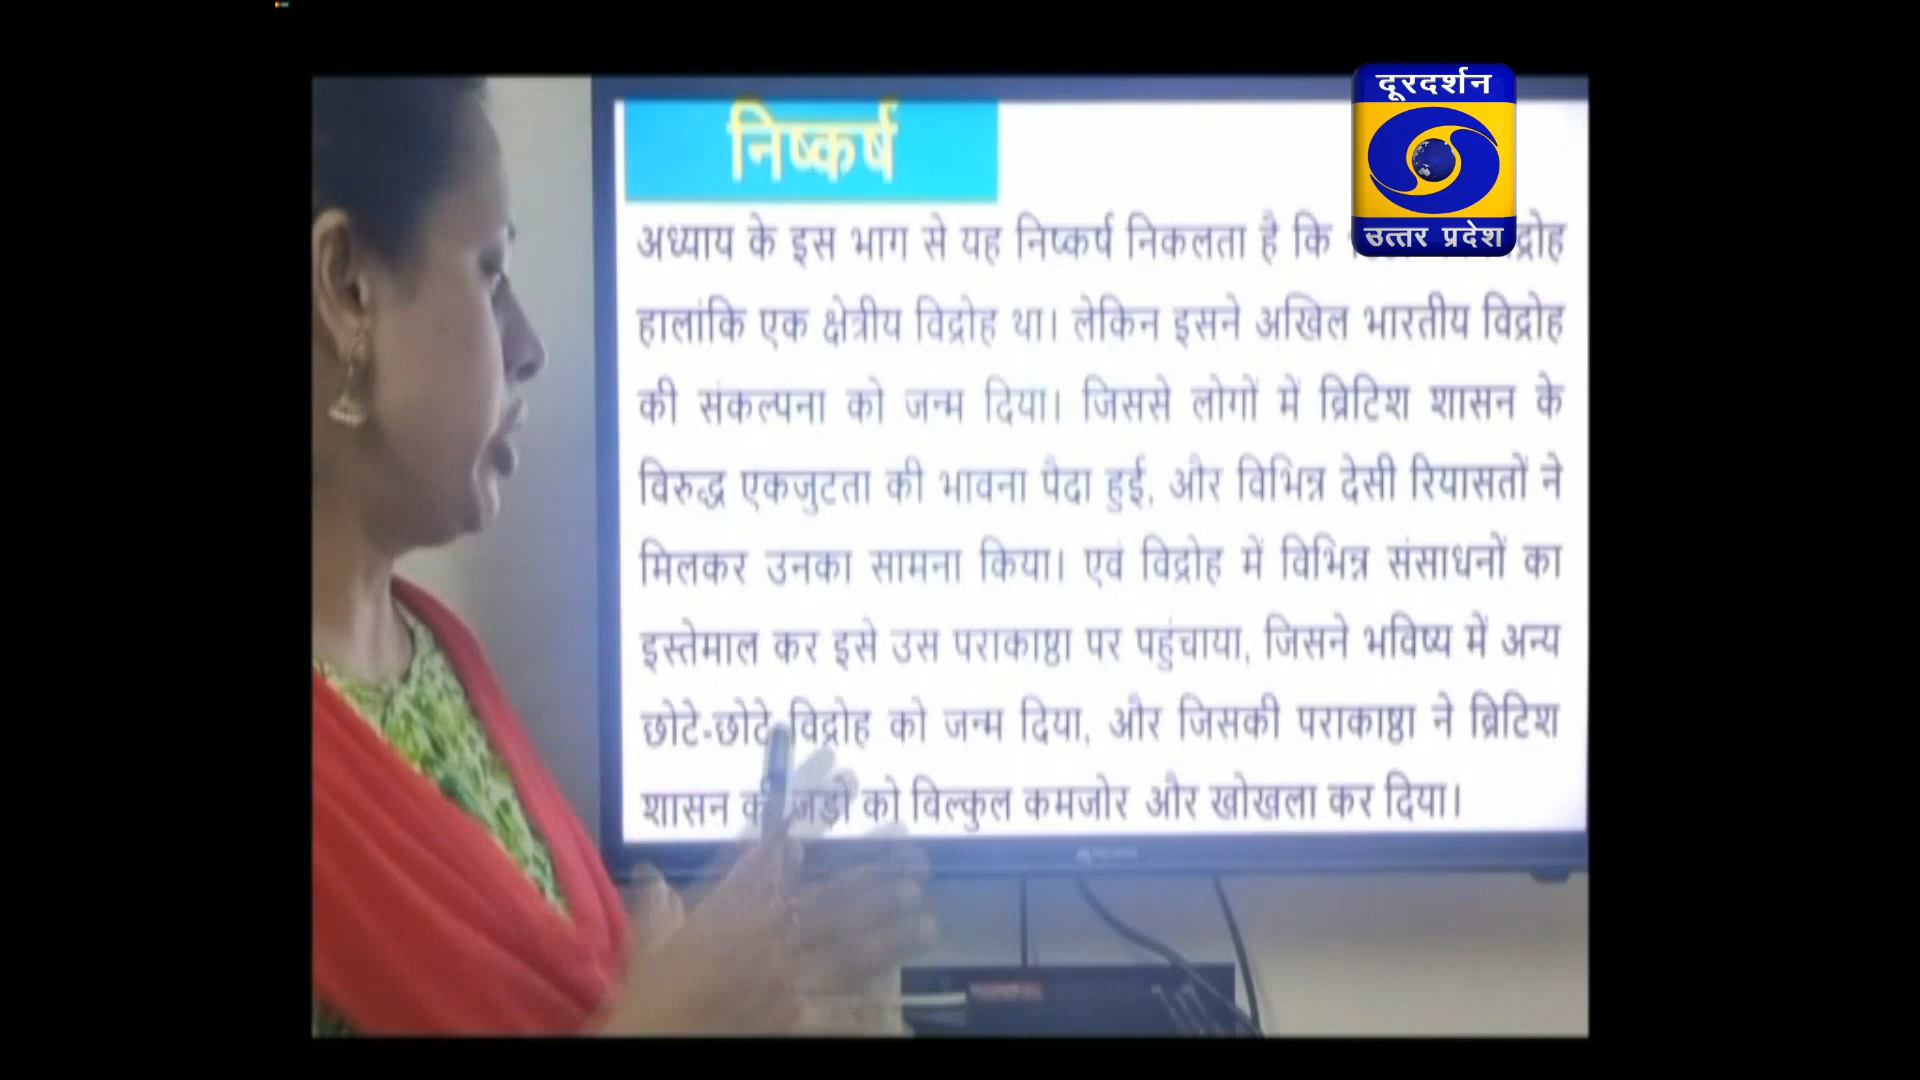 दूरदर्शन
उत्तर प्रदेश
निष्कर्ष
अध्याय के इस भाग से यह निष्कर्ष निकलता है कि
हालांकि एक क्षेत्रीय विद्रोह था। लेकिन इसने अखिल भारतीय विद्रोह
की संकल्पना को जन्म दिया। जिससे लोगों में ब्रिटिश शासन के
विरुद्ध एकजुटता की भावना पैदा हुई, और विभिन्न देसी रियासतों ने
मिलकर उनका सामना किया। एवं विद्रोह में विभिन्न संसाधनों का
इस्तेमाल कर इसे उस पराकाष्ठा पर पहुंचाया, जिसने भविष्य में अन्य
छोटे-छोटे विद्रोह को जन्म दिया, और जिसकी पराकाष्ठा ने ब्रिटिश
शासन जड़ों को विल्कुल कमजोर और खोखला कर दिया।